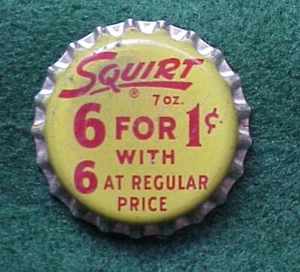 SQUIRT
® 7 OZ.
6 FOR 1¢
WITH
6 AT REGULAR
PRICE